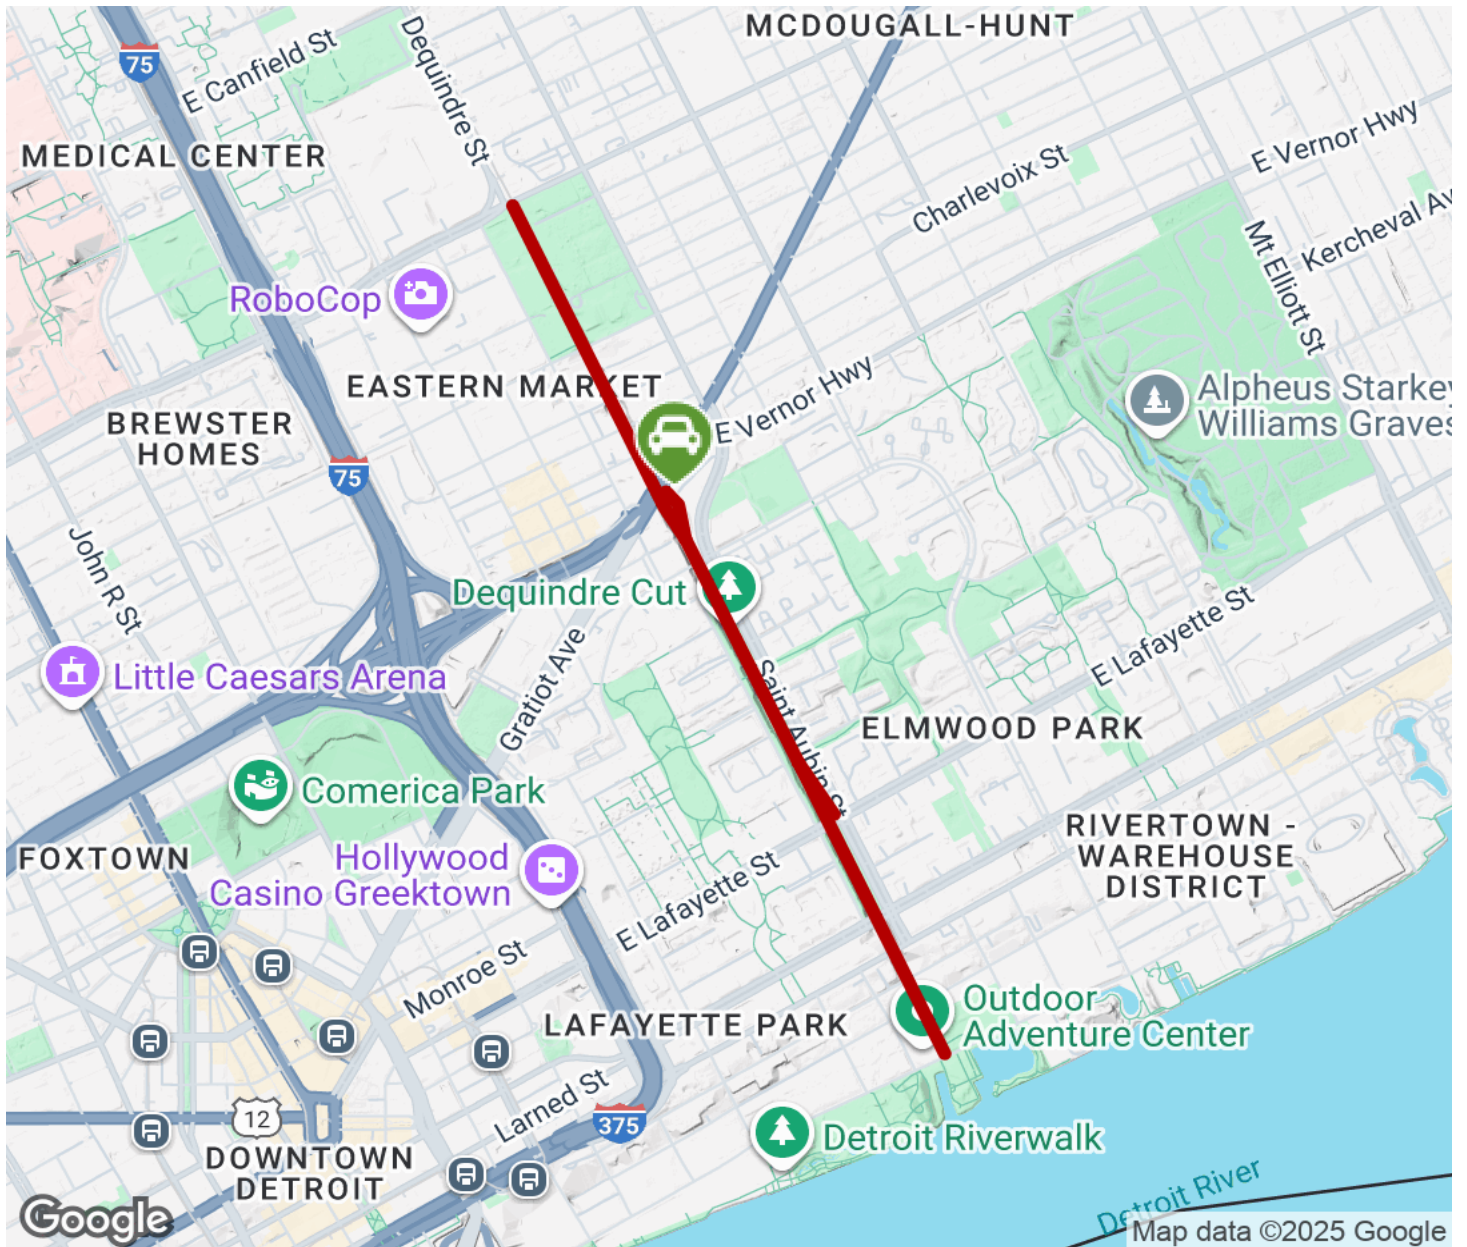 MCDOUGALL-HUNT
75
E Canfield St
Dequindre St
E Vernor Hwy
Charlevoix St
MEDICAL CENTER
Kercheval Av
Mt Elliott St
RoboCop
EASTERN MARKET
E Vernor Hwy
Alpheus Starkey
Williams Graves
BREWSTER
HOMES
75
John R St
Dequindre Cut
E Lafayette St
Little Caesars Arena
Gratiot Ave
Saint Aubin St
ELMWOOD PARK
Comerica Park
RIVERTOWN -
WAREHOUSE
DISTRICT
FOXTOWN
Hollywood
Casino Greektown
E Lafayette St
Monroe St
Outdoor
Adventure Center
LAFAYETTE PARK
Larned St
12
375
Detroit Riverwalk
DOWNTOWN
DETROIT
Detroit River
Google
Map data ©2025 Google